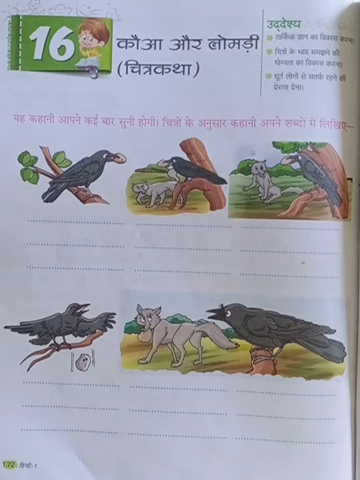 16
कौआ और लोमड़ी
(चित्रकथा)
उद्देश्य
तार्किक ज्ञान का विकास करना।
चित्रों के भाव समझने की
योग्यता का विकास करना।
धूर्त लोगों से सतर्क रहने की
प्रेरणा देना।
यह कहानी आपने कई बार सुनी होगी। चित्रों के अनुसार कहानी अपने शब्दों में लिखिए—
72 हिन्दी-1